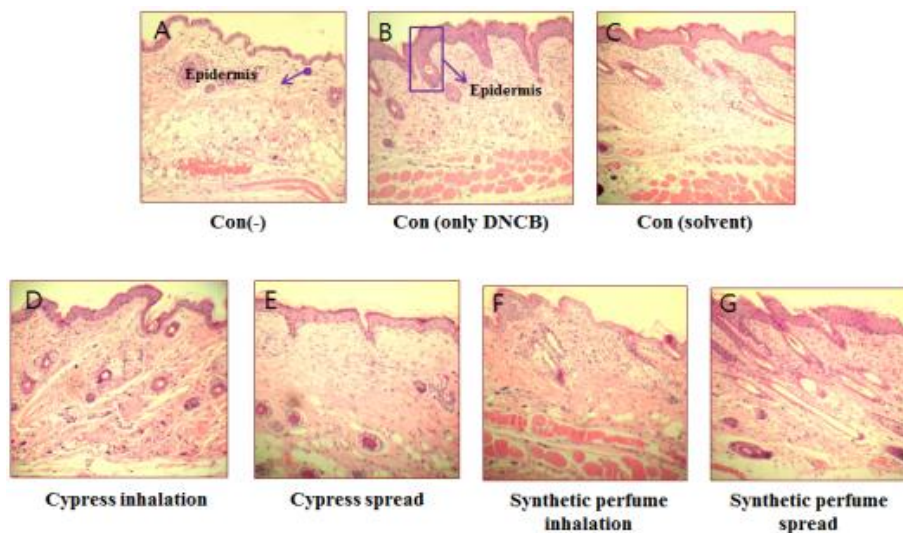 A
Epidermis
Con(-)
B
Epidermis
Con (only DNCB)
C
Con (solvent)
D
Cypress inhalation
E
Cypress spread
F
Synthetic perfume
inhalation
G
Synthetic perfume
spread